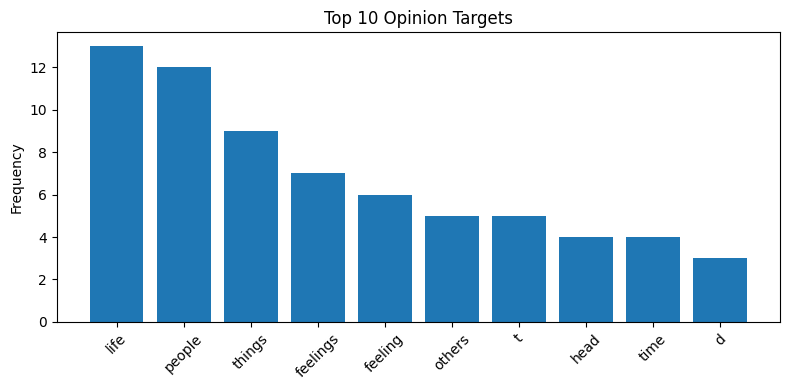 Top 10 Opinion Targets
Frequency
12
10
8
6
4
2
0
life
people
things
feelings
feeling
others
t
head
time
d